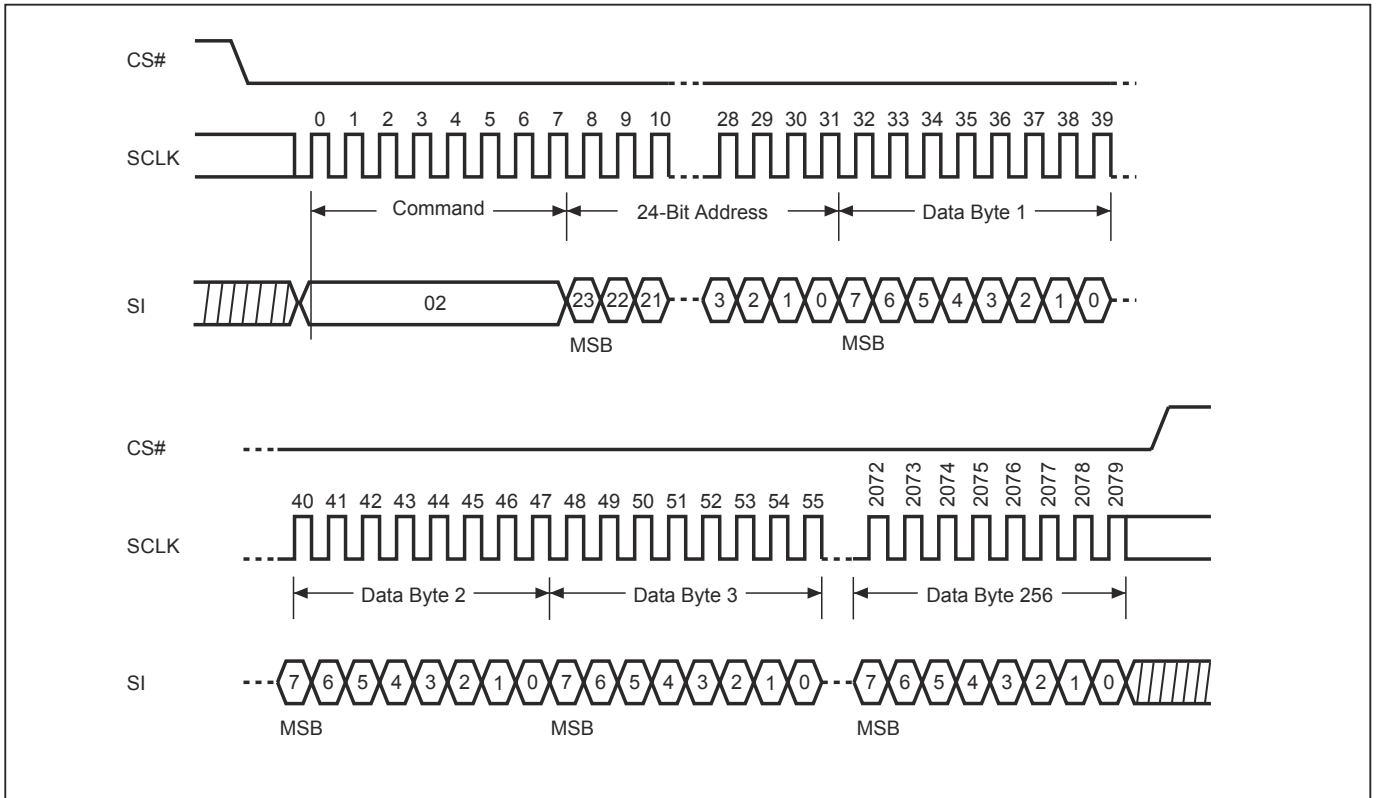 CS#
0 1 2 3 4 5 6 7 8 9 10 28 29 30 31 32 33 34 35 36 37 38 39
SCLK
Command 24-Bit Address Data Byte 1
SI 02 23 22 21 3 2 1 0 7 6 5 4 3 2 1 0
MSB MSB
CS#
40 41 42 43 44 45 46 47 48 49 50 51 52 53 54 55 2072 2073 2074 2075 2076 2077 2078 2079
SCLK
Data Byte 2 Data Byte 3 Data Byte 256
SI 7 6 5 4 3 2 1 0 7 6 5 4 3 2 1 0 7 6 5 4 3 2 1 0
MSB MSB MSB